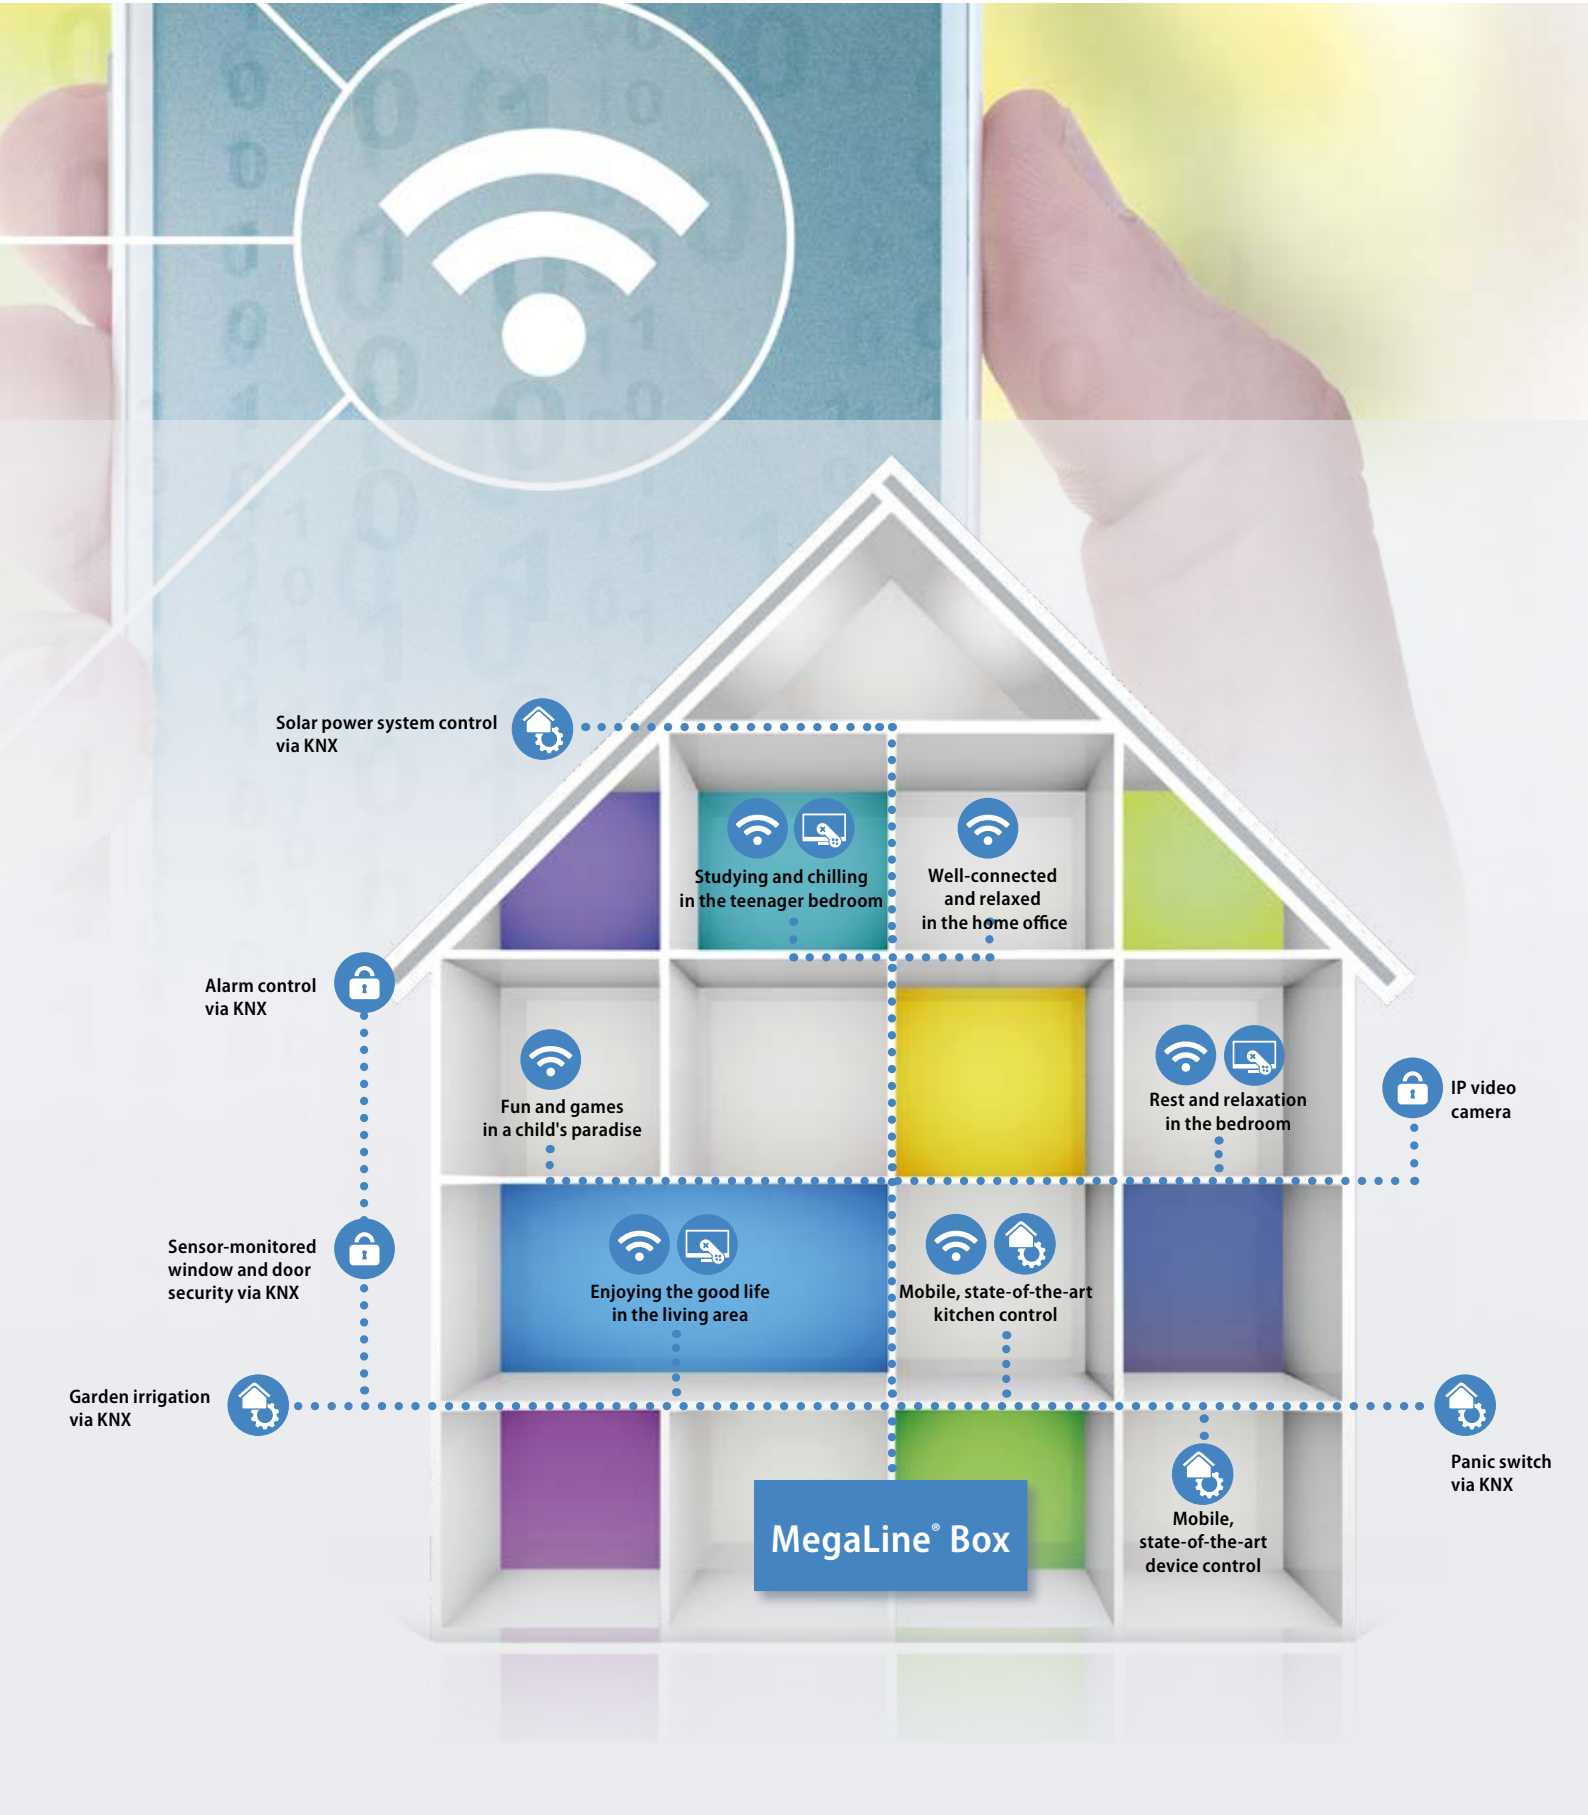 Solar power system control
via KNX
Studying and chilling
in the teenager bedroom
Well-connected
and relaxed
in the home office
Alarm control
via KNX
Fun and games
in a child's paradise
Rest and relaxation
in the bedroom
IP video
camera
Sensor-monitored
window and door
security via KNX
Enjoying the good life
in the living area
Mobile, state-of-the-art
kitchen control
Garden irrigation
via KNX
Panic switch
via KNX
MegaLine® Box
Mobile,
state-of-the-art
device control